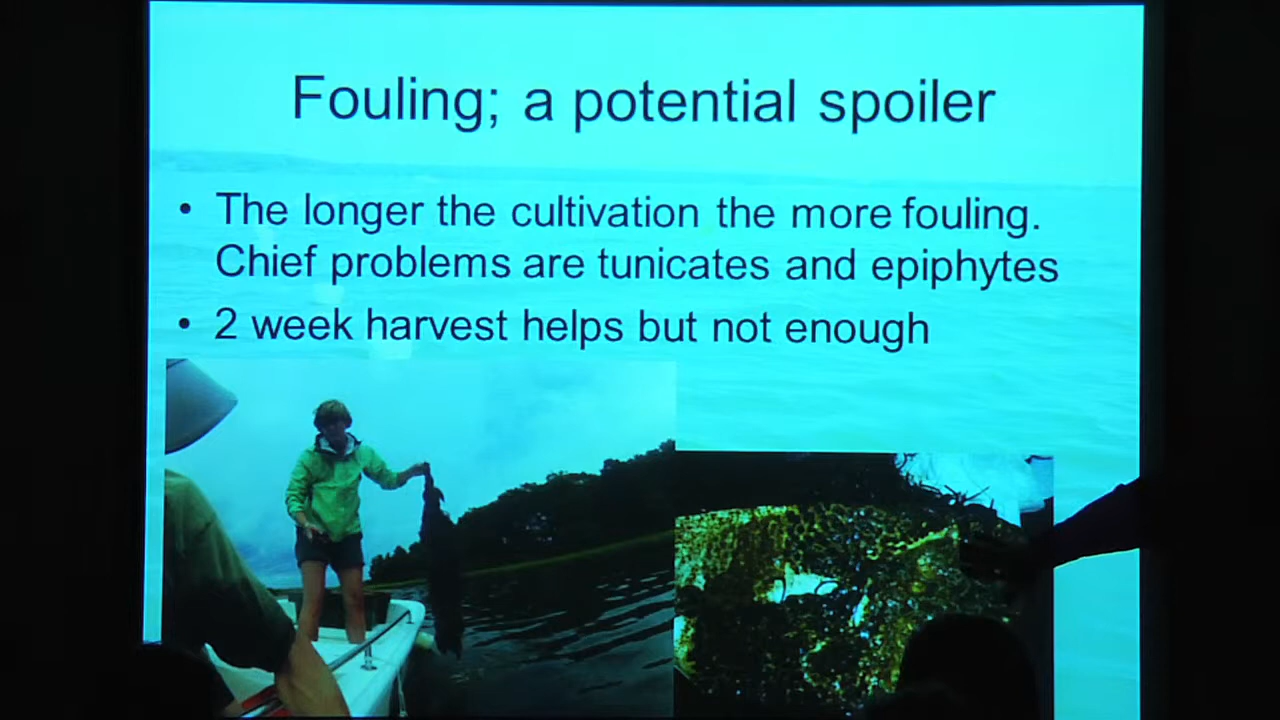 Fouling; a potential spoiler
• The longer the cultivation the more fouling.
Chief problems are tunicates and epiphytes
• 2 week harvest helps but not enough